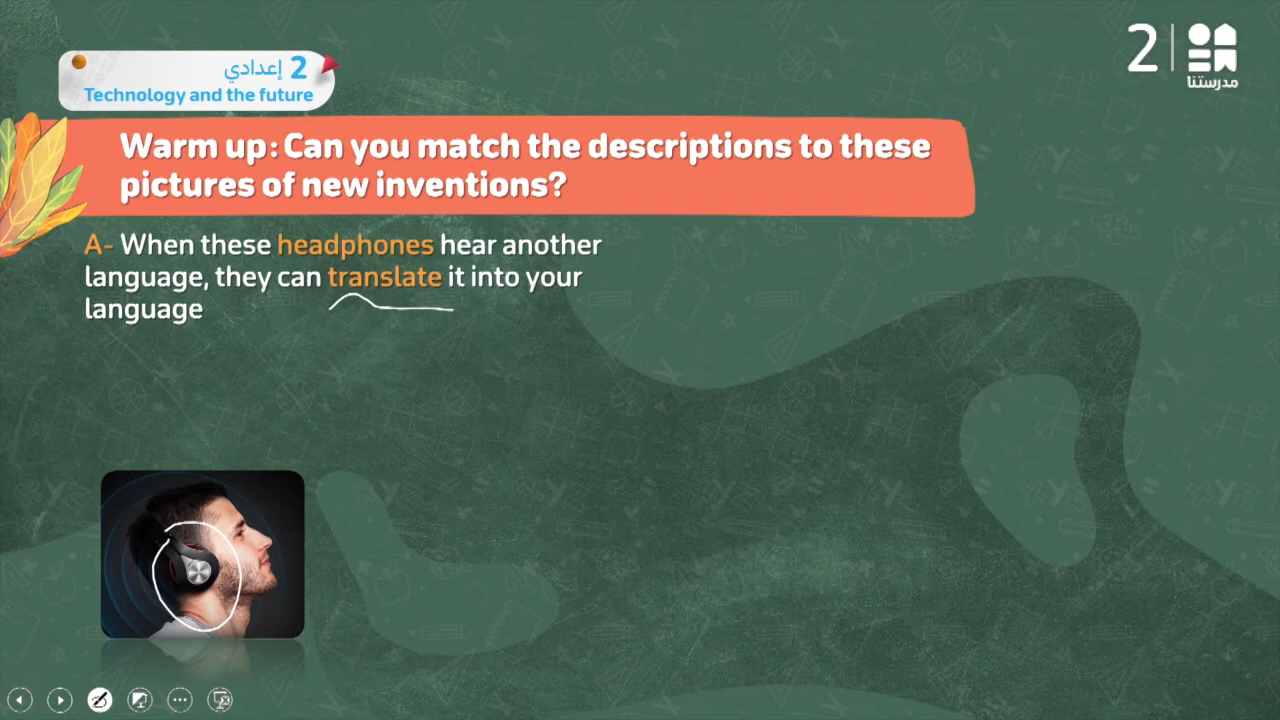 2 إعدادي
Technology and the future
2
مدرستنا
Warm up: Can you match the descriptions to these
pictures of new inventions?
A- When these headphones hear another
language, they can translate it into your
language